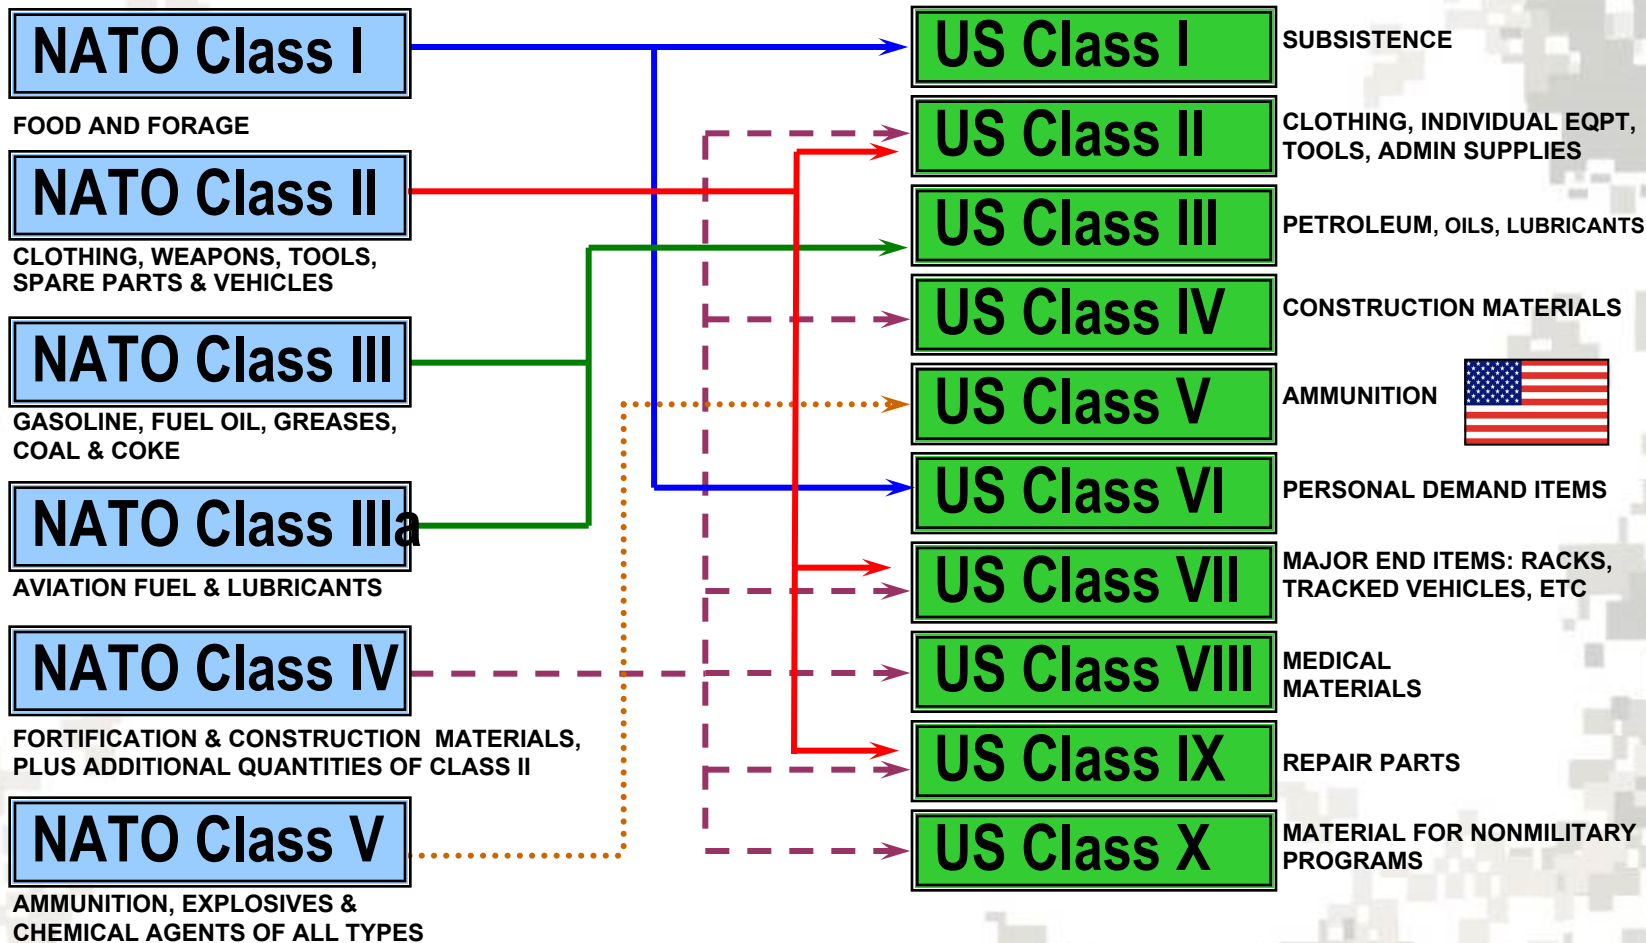 NATO Class I
FOOD AND FORAGE
NATO Class II
CLOTHING, WEAPONS, TOOLS,
SPARE PARTS & VEHICLES
NATO Class III
GASOLINE, FUEL OIL, GREASES,
COAL & COKE
NATO Class IIIa
AVIATION FUEL & LUBRICANTS
NATO Class IV
FORTIFICATION & CONSTRUCTION MATERIALS,
PLUS ADDITIONAL QUANTITIES OF CLASS II
NATO Class V
AMMUNITION, EXPLOSIVES &
CHEMICAL AGENTS OF ALL TYPES
US Class I
SUBSISTENCE
US Class II
CLOTHING, INDIVIDUAL EQPT,
TOOLS, ADMIN SUPPLIES
US Class III
PETROLEUM, OILS, LUBRICANTS
US Class IV
CONSTRUCTION MATERIALS
US Class V
AMMUNITION
US Class VI
PERSONAL DEMAND ITEMS
US Class VII
MAJOR END ITEMS: RACKS,
TRACKED VEHICLES, ETC
US Class VIII
MEDICAL
MATERIALS
US Class IX
REPAIR PARTS
US Class X
MATERIAL FOR NONMILITARY
PROGRAMS